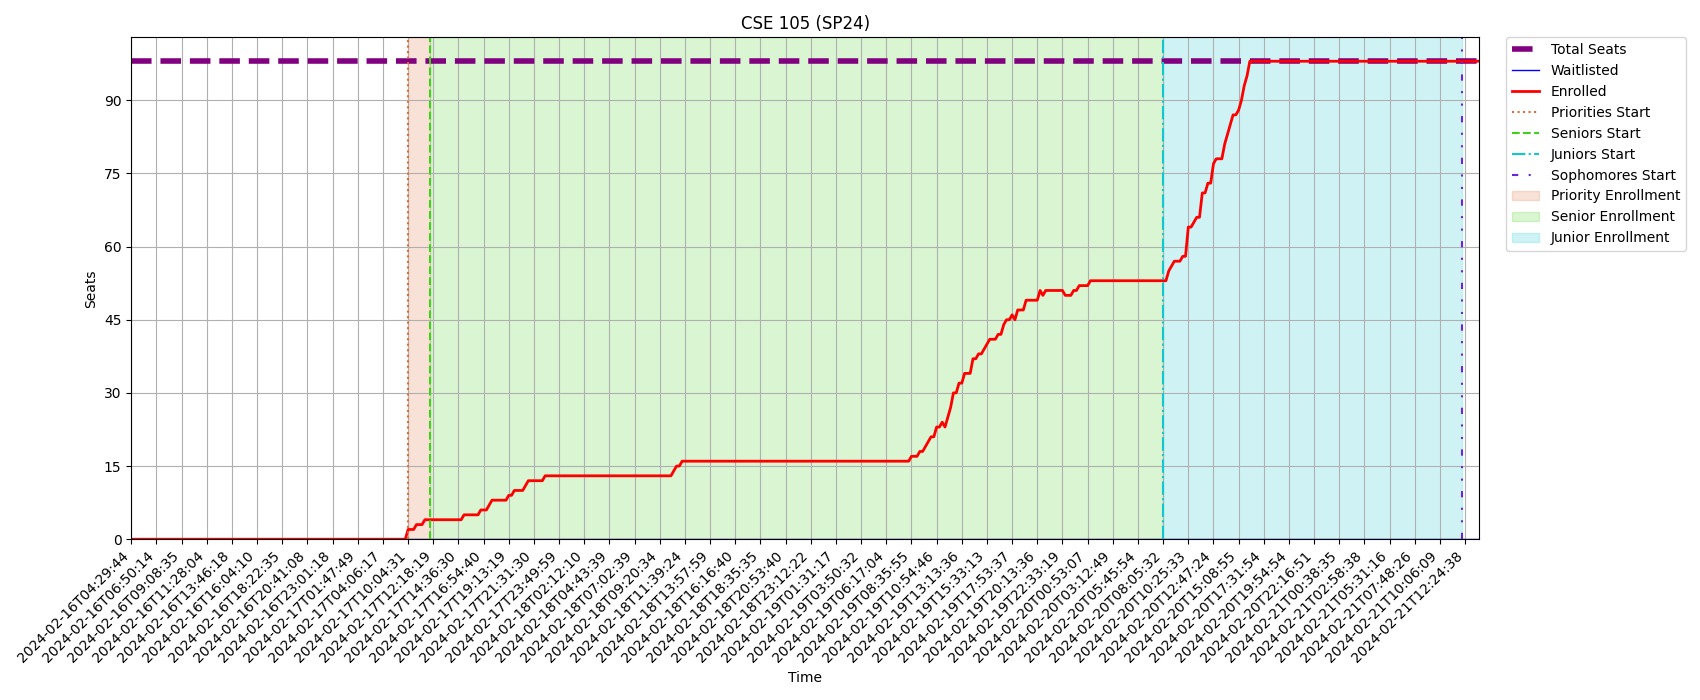 CSE 105 (SP24)
Total Seats
Waitlisted
Enrolled
Priorities Start
Seniors Start
Juniors Start
Sophomores Start
Priority Enrollment
Senior Enrollment
Junior Enrollment
Seats
90
75
60
45
30
15
0
2024-02-16T04:29:44
2024-02-16T06:50:14
2024-02-16T09:08:35
2024-02-16T11:28:04
2024-02-16T13:46:18
2024-02-16T16:04:10
2024-02-16T18:22:35
2024-02-16T20:41:08
2024-02-16T23:01:18
2024-02-17T01:47:49
2024-02-17T04:06:17
2024-02-17T10:04:31
2024-02-17T12:18:19
2024-02-17T14:36:30
2024-02-17T16:54:40
2024-02-17T19:13:19
2024-02-17T21:31:30
2024-02-17T23:49:59
2024-02-18T02:12:10
2024-02-18T04:43:39
2024-02-18T07:02:39
2024-02-18T09:20:34
2024-02-18T11:39:24
2024-02-18T13:57:59
2024-02-18T16:16:40
2024-02-18T18:35:35
2024-02-18T20:53:40
2024-02-18T23:12:22
2024-02-19T01:31:17
2024-02-19T03:50:32
2024-02-19T06:17:04
2024-02-19T08:35:55
2024-02-19T10:54:46
2024-02-19T13:13:36
2024-02-19T15:33:13
2024-02-19T17:53:37
2024-02-19T20:13:36
2024-02-19T22:33:19
2024-02-20T00:53:07
2024-02-20T03:12:49
2024-02-20T05:45:54
2024-02-20T08:05:32
2024-02-20T10:25:33
2024-02-20T12:47:24
2024-02-20T15:08:55
2024-02-20T17:31:54
2024-02-20T19:54:54
2024-02-20T22:16:51
2024-02-21T00:38:35
2024-02-21T02:58:38
2024-02-21T05:31:16
2024-02-21T07:48:26
2024-02-21T10:06:09
2024-02-21T12:24:38
Time